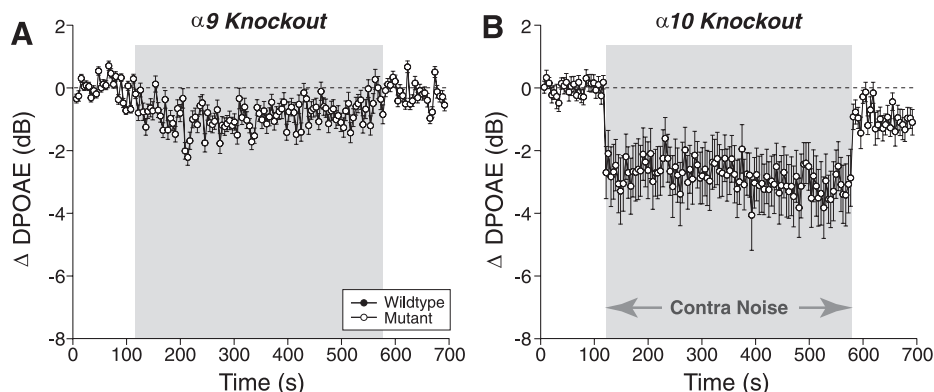 A
α9 Knockout
2
0
-2
-4
-6
-8
Δ DPOAE (dB)
Wildtype
Mutant
0 100 200 300 400 500 600 700
Time (s)
B
α10 Knockout
2
0
-2
-4
-6
-8
Δ DPOAE (dB)
Contra Noise
0 100 200 300 400 500 600 700
Time (s)